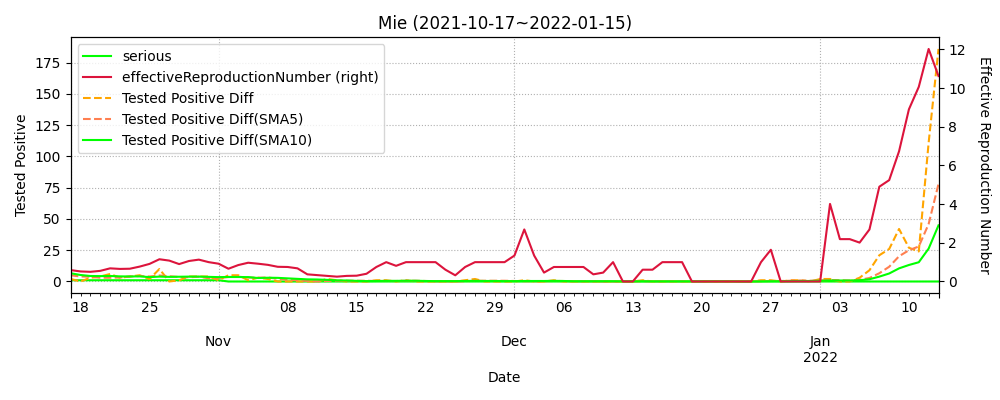 Mie (2021-10-17~2022-01-15)
serious
effectiveReproductionNumber (right)
Tested Positive Diff
Tested Positive Diff(SMA5)
Tested Positive Diff(SMA10)
Tested Positive
175
150
125
100
75
50
25
0
12
10
8
6
4
2
0
Effective Reproduction Number
18 25 08 15 22 29 06 13 20 27 03 10
Nov Dec Jan
2022
Date